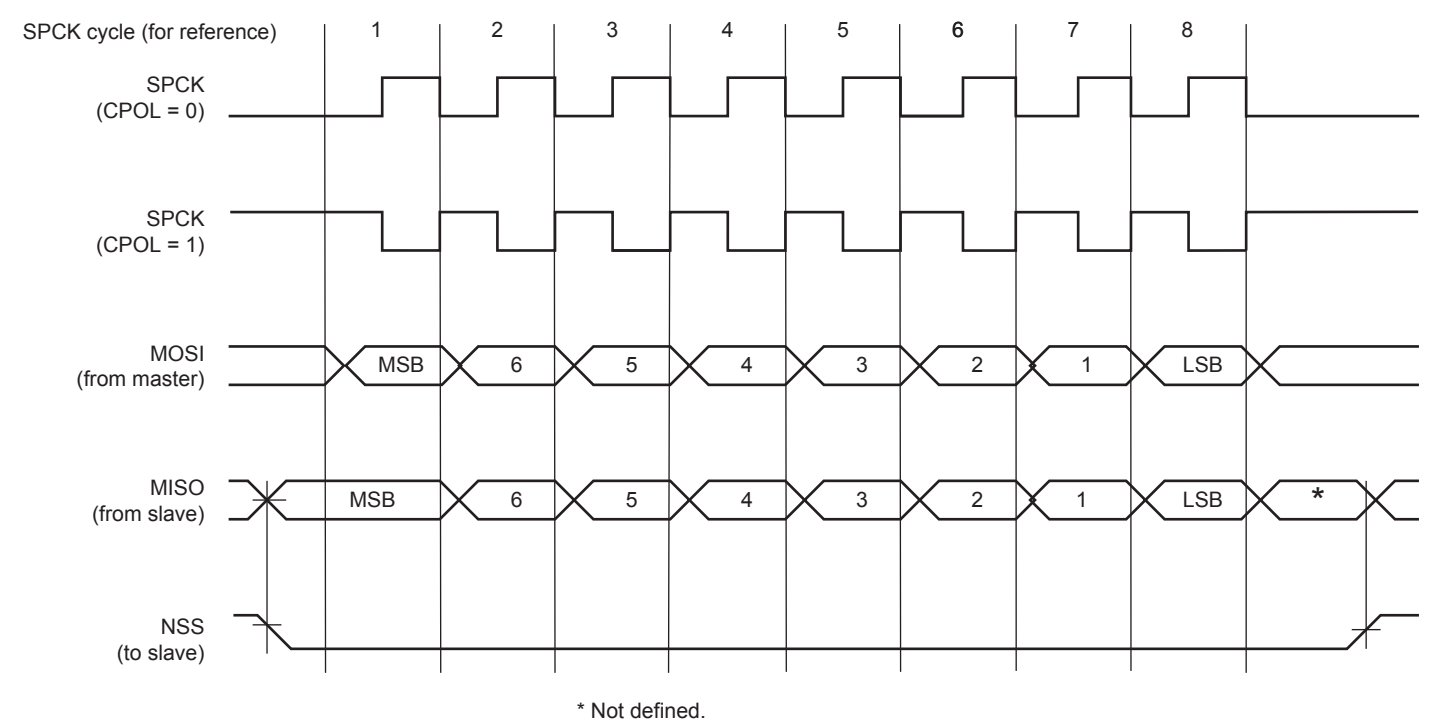 SPCK cycle (for reference) 1 2 3 4 5 6 7 8
SPCK
(CPOL = 0)
SPCK
(CPOL = 1)
MOSI
(from master)
MSB 6 5 4 3 2 1 LSB
MISO
(from slave)
MSB 6 5 4 3 2 1 LSB *
NSS
(to slave)
* Not defined.